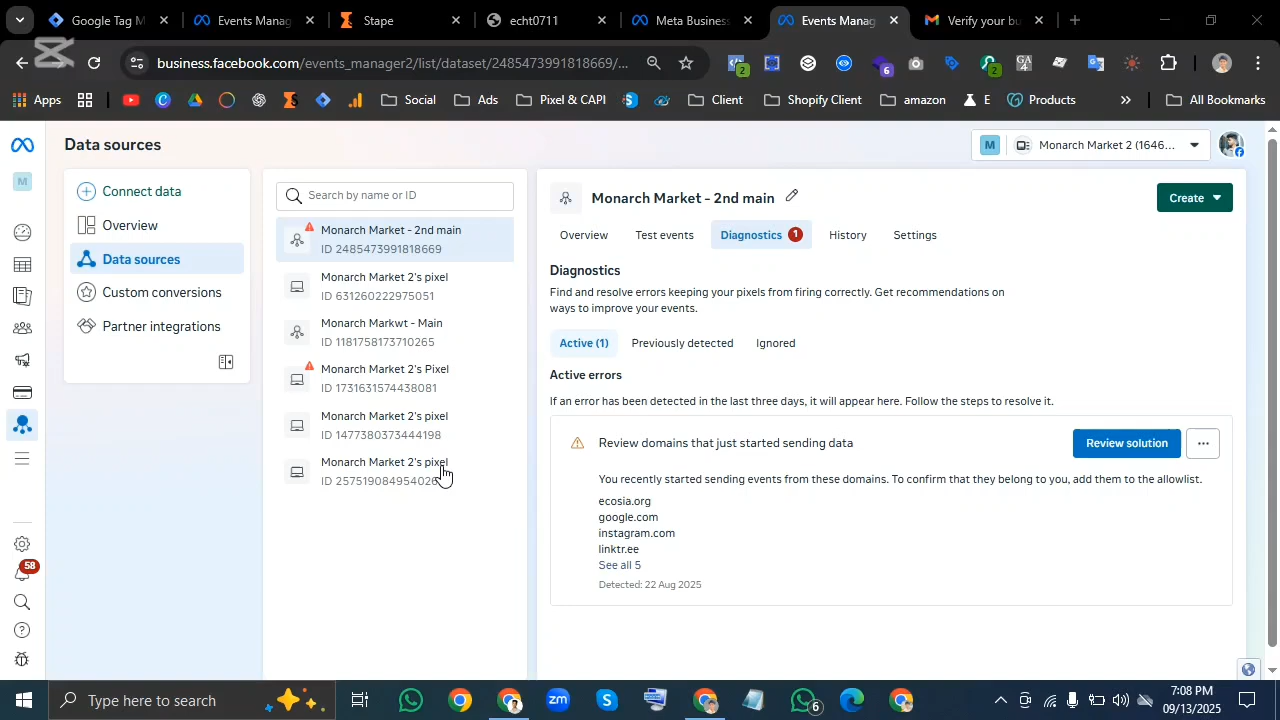 Google Tag M
Events Manag
Stape
echt0711
Meta Business
Events Manag
Verify your bu
business.facebook.com/events_manager2/list/dataset/2485473991818669/...
2
6
2
GA4
Apps
Social
Ads
Pixel & CAPI
Client
Shopify Client
amazon
E
Products
All Bookmarks
Data sources
M
Monarch Market 2 (1646...
M
Connect data
Overview
Data sources
Custom conversions
Partner integrations
58
Search by name or ID
Monarch Market - 2nd main
ID 2485473991818669
Monarch Market 2's pixel
ID 631260222975051
Monarch Markwt - Main
ID 1181758173710265
Monarch Market 2's Pixel
ID 1731631574438081
Monarch Market 2's pixel
ID 1477380373444198
Monarch Market 2's pixel
ID 25751908495402
Monarch Market - 2nd main
Create
Overview
Test events
Diagnostics 1
History
Settings
Diagnostics
Find and resolve errors keeping your pixels from firing correctly. Get recommendations on
ways to improve your events.
Active (1)
Previously detected
Ignored
Active errors
If an error has been detected in the last three days, it will appear here. Follow the steps to resolve it.
Review domains that just started sending data
Review solution
You recently started sending events from these domains. To confirm that they belong to you, add them to the allowlist.
ecosia.org
google.com
instagram.com
linktr.ee
See all 5
Detected: 22 Aug 2025
Type here to search
zm
S
6
7:08 PM
09/13/2025